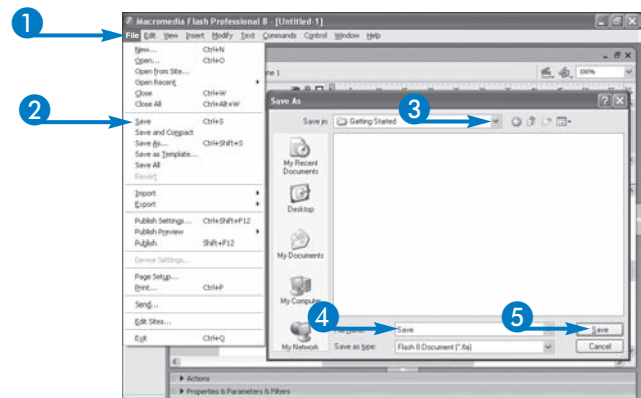 1
Macromedia Flash Professional 8 - [Untitled-1]
File Edit View Insert Modify Text Commands Control Window Help
New... Ctrl+N
Open... Ctrl+O
Open from Site...
Open Recent
Close Ctrl+W
Close All Ctrl+Alt+W
2
Save Ctrl+S
Save and Compact
Save As... Ctrl+Shift+S
Save as Template...
Save All
Revert
Import
Export
Publish Settings... Ctrl+Shift+F12
Publish Preview
Publish Shift+F12
Device Settings...
Page Setup...
Print... Ctrl+P
Send...
Edit Sites...
Exit Ctrl+Q
100%
Save As
3
Save in: Getting Started
My Recent
Documents
Desktop
My Documents
My Computer
My Network
4
Save
5
Save
Save as type: Flash 8 Document (*.fla)
Cancel
Actions
Properties & Parameters & Filters